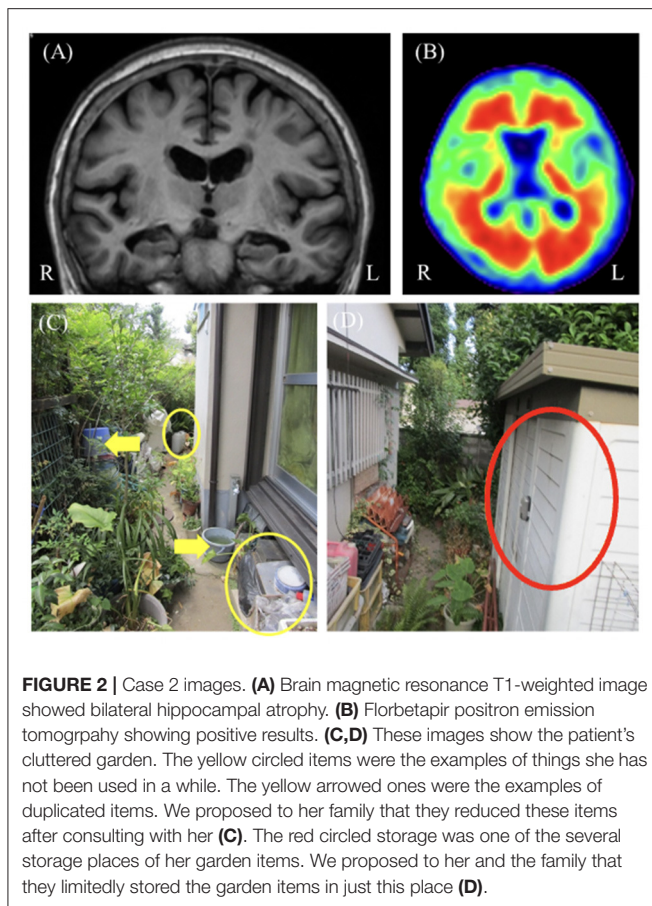 (A)
(B)
R
L
R
L
(C)
(D)
FIGURE 2 | Case 2 images. (A) Brain magnetic resonance T1-weighted image
showed bilateral hippocampal atrophy. (B) Florbetapir positron emission
tomogrpahy showing positive results. (C,D) These images show the patient's
cluttered garden. The yellow circled items were the examples of things she has
not been used in a while. The yellow arrowed ones were the examples of
duplicated items. We proposed to her family that they reduced these items
after consulting with her (C). The red circled storage was one of the several
storage places of her garden items. We proposed to her and the family that
they limitedly stored the garden items in just this place (D).